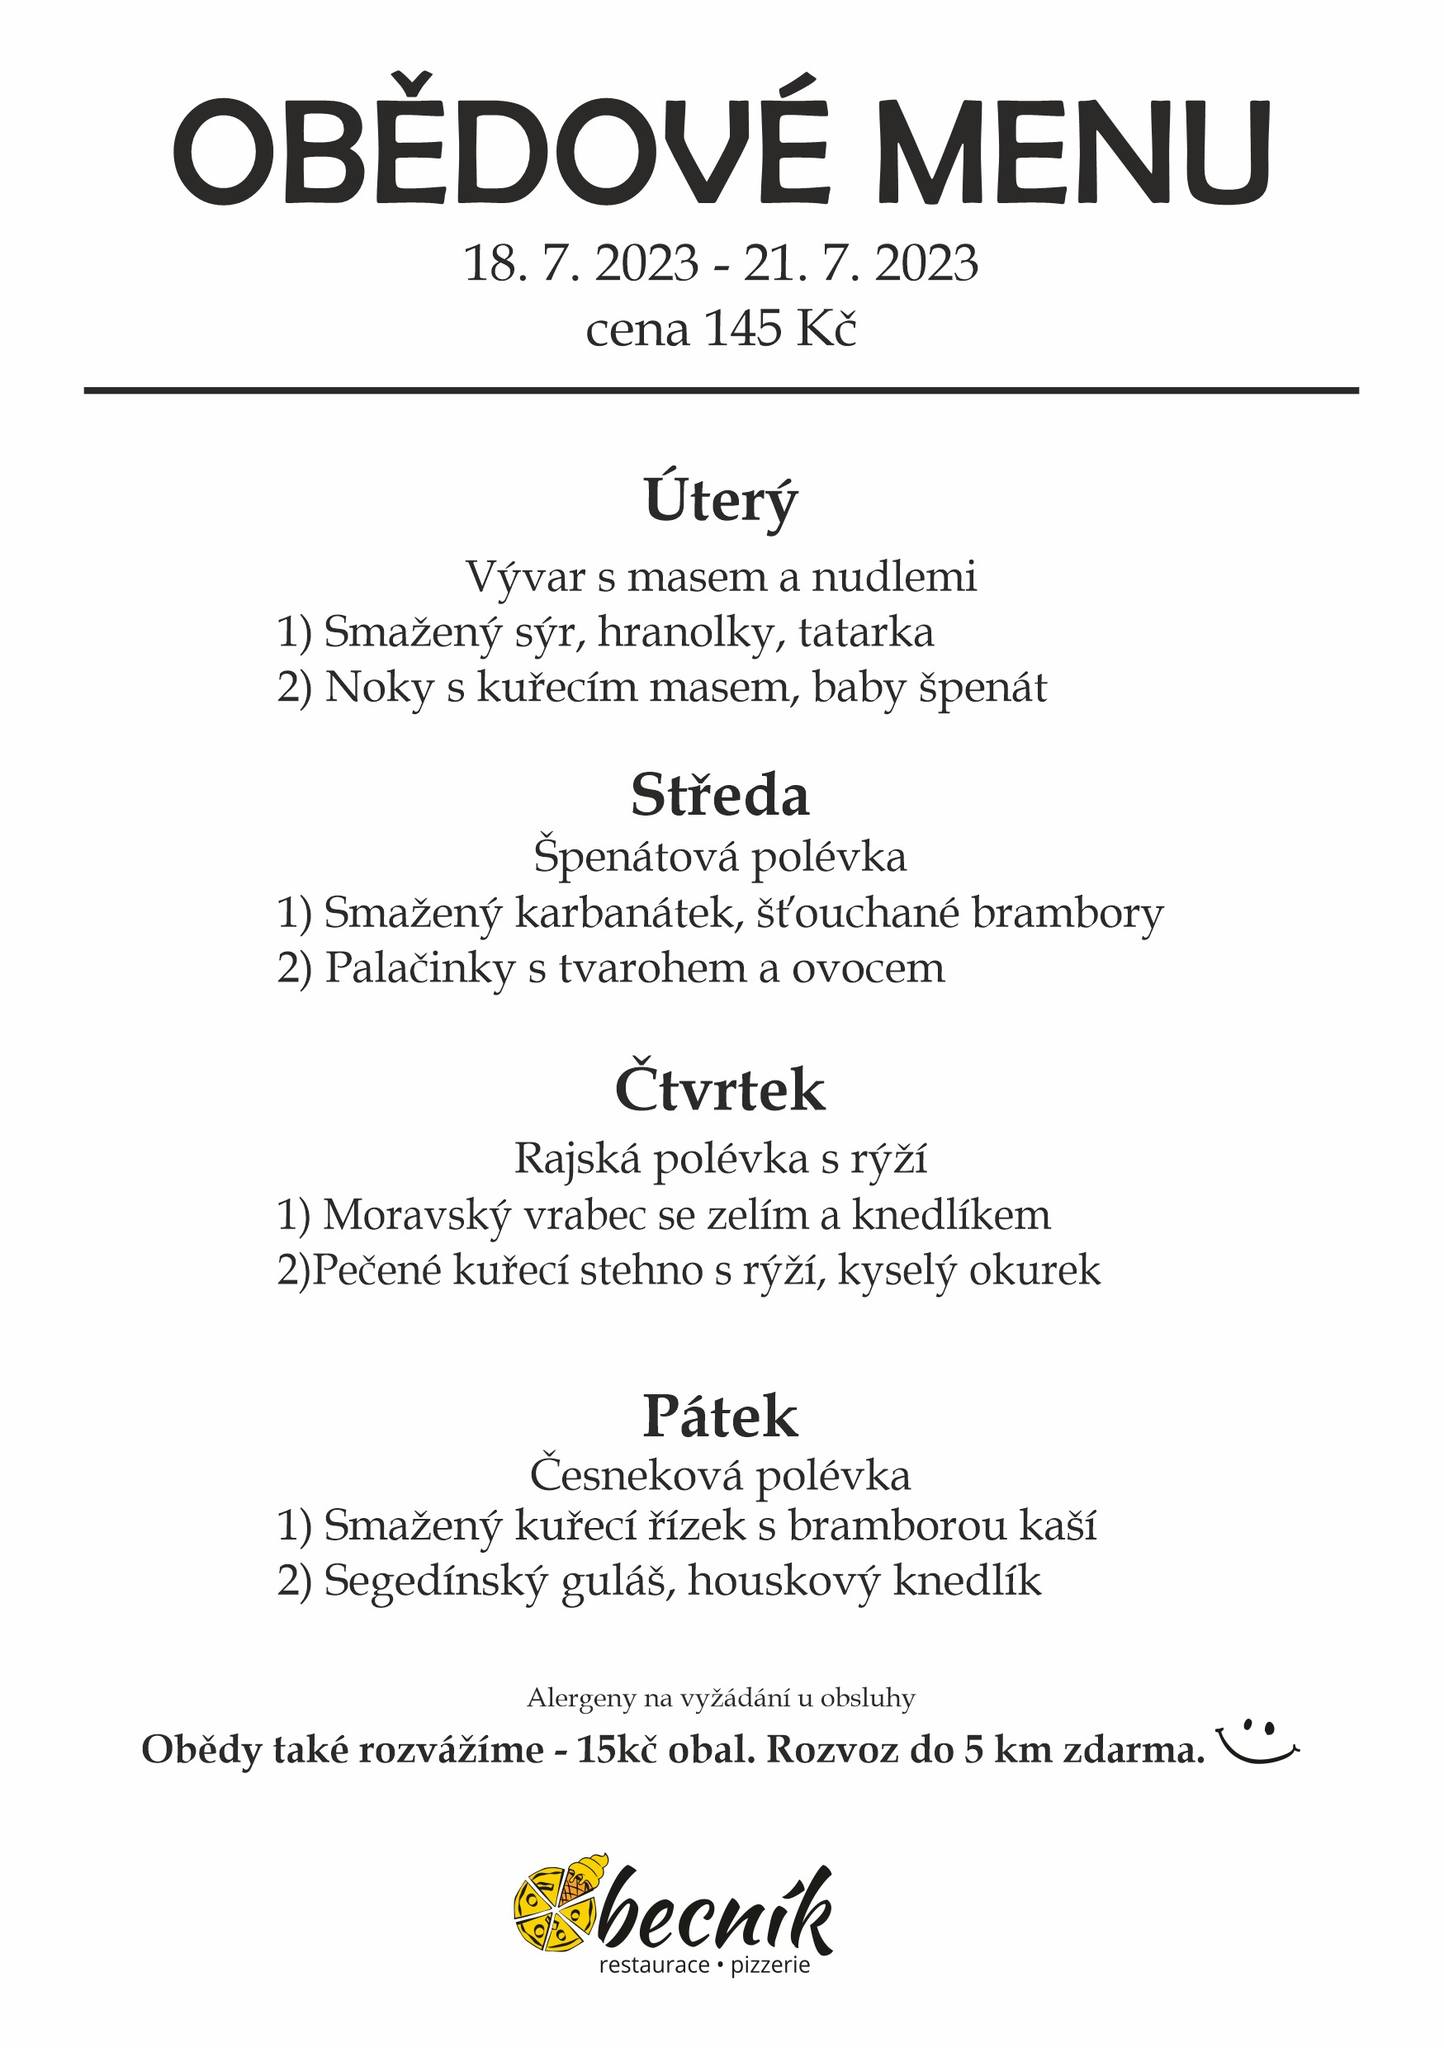 OBĚDOVÉ MENU
18. 7. 2023 - 21. 7. 2023
cena 145 Kč
Úterý
Vývar s masem a nudlemi
1) Smažený sýr, hranolky, tatarka
2) Noky s kuřecím masem, baby špenát
Středa
Špenátová polévka
1) Smažený karbanátek, šťouchané brambory
2) Palačinky s tvarohem a ovocem
Čtvrtek
Rajská polévka s rýží
1) Moravský vrabec se zelím a knedlíkem
2)Pečené kuřecí stehno s rýží, kyselý okurek
Pátek
Česneková polévka
1) Smažený kuřecí řízek s bramborou kaší
2) Segedínský guláš, houskový knedlík
Alergeny na vyžádání u obsluhy
Obědy také rozvážíme - 15kč obal. Rozvoz do 5 km zdarma.
Obecník
restaurace • pizzerie